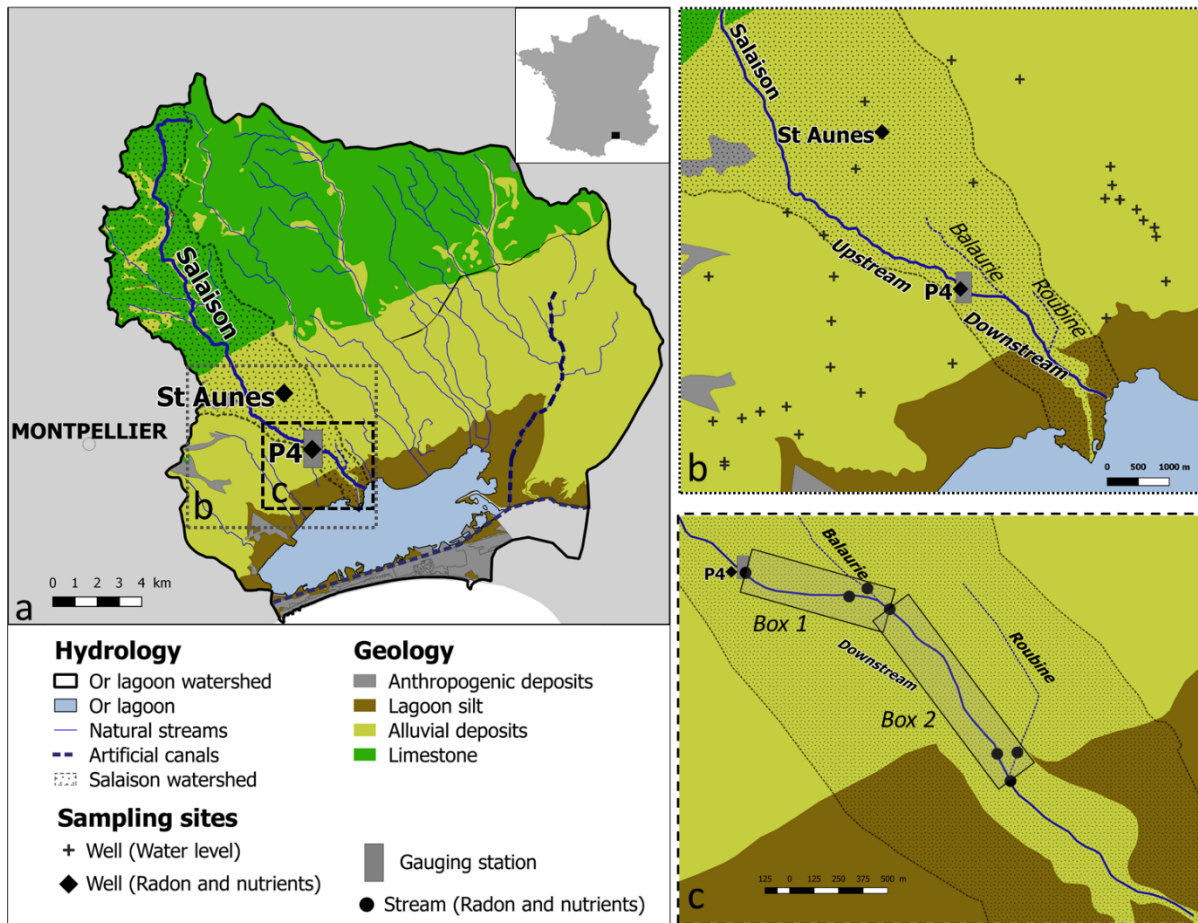 Salaison
St Aunes
MONTPELLIER
P4
b
c
0 1 2 3 4 km
a
Salaison
St Aunes
Upstream
Balaurie
P4
Roubine
Downstream
b
0 500 1000 m
P4
Balaurie
Box 1
Downstream
Roubine
Box 2
125 0 125 250 375 500 m
c
Hydrology
Or lagoon watershed
Or lagoon
Natural streams
Artificial canals
Salaison watershed
Geology
Anthropogenic deposits
Lagoon silt
Alluvial deposits
Limestone
Sampling sites
Well (Water level)
Well (Radon and nutrients)
Gauging station
Stream (Radon and nutrients)